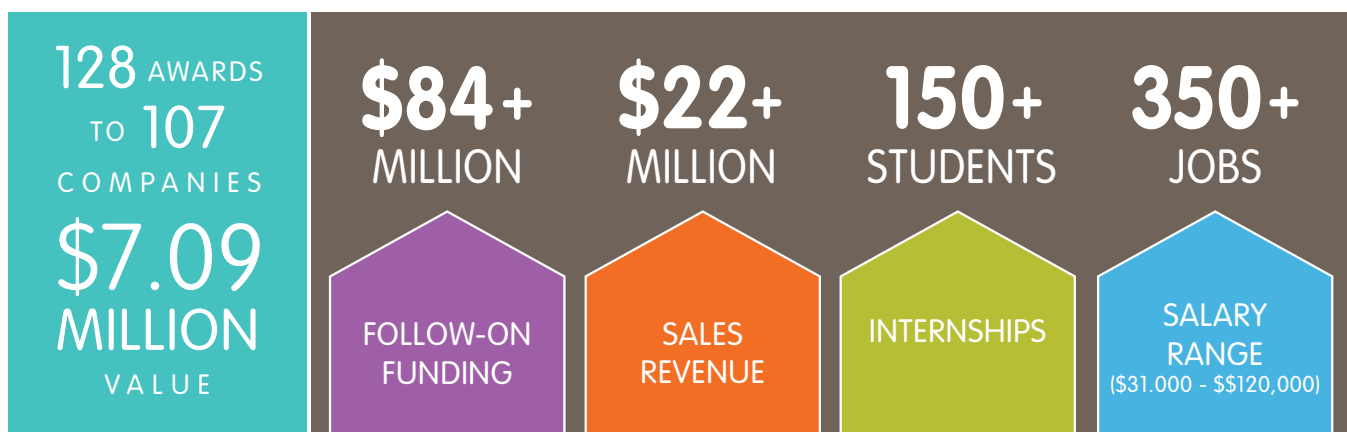 128 AWARDS
TO 107
COMPANIES
$7.09
MILLION
VALUE
$84+
MILLION
FOLLOW-ON
FUNDING
$22+
MILLION
SALES
REVENUE
150+
STUDENTS
INTERNSHIPS
350+
JOBS
SALARY
RANGE
($31.000 - $$120,000)